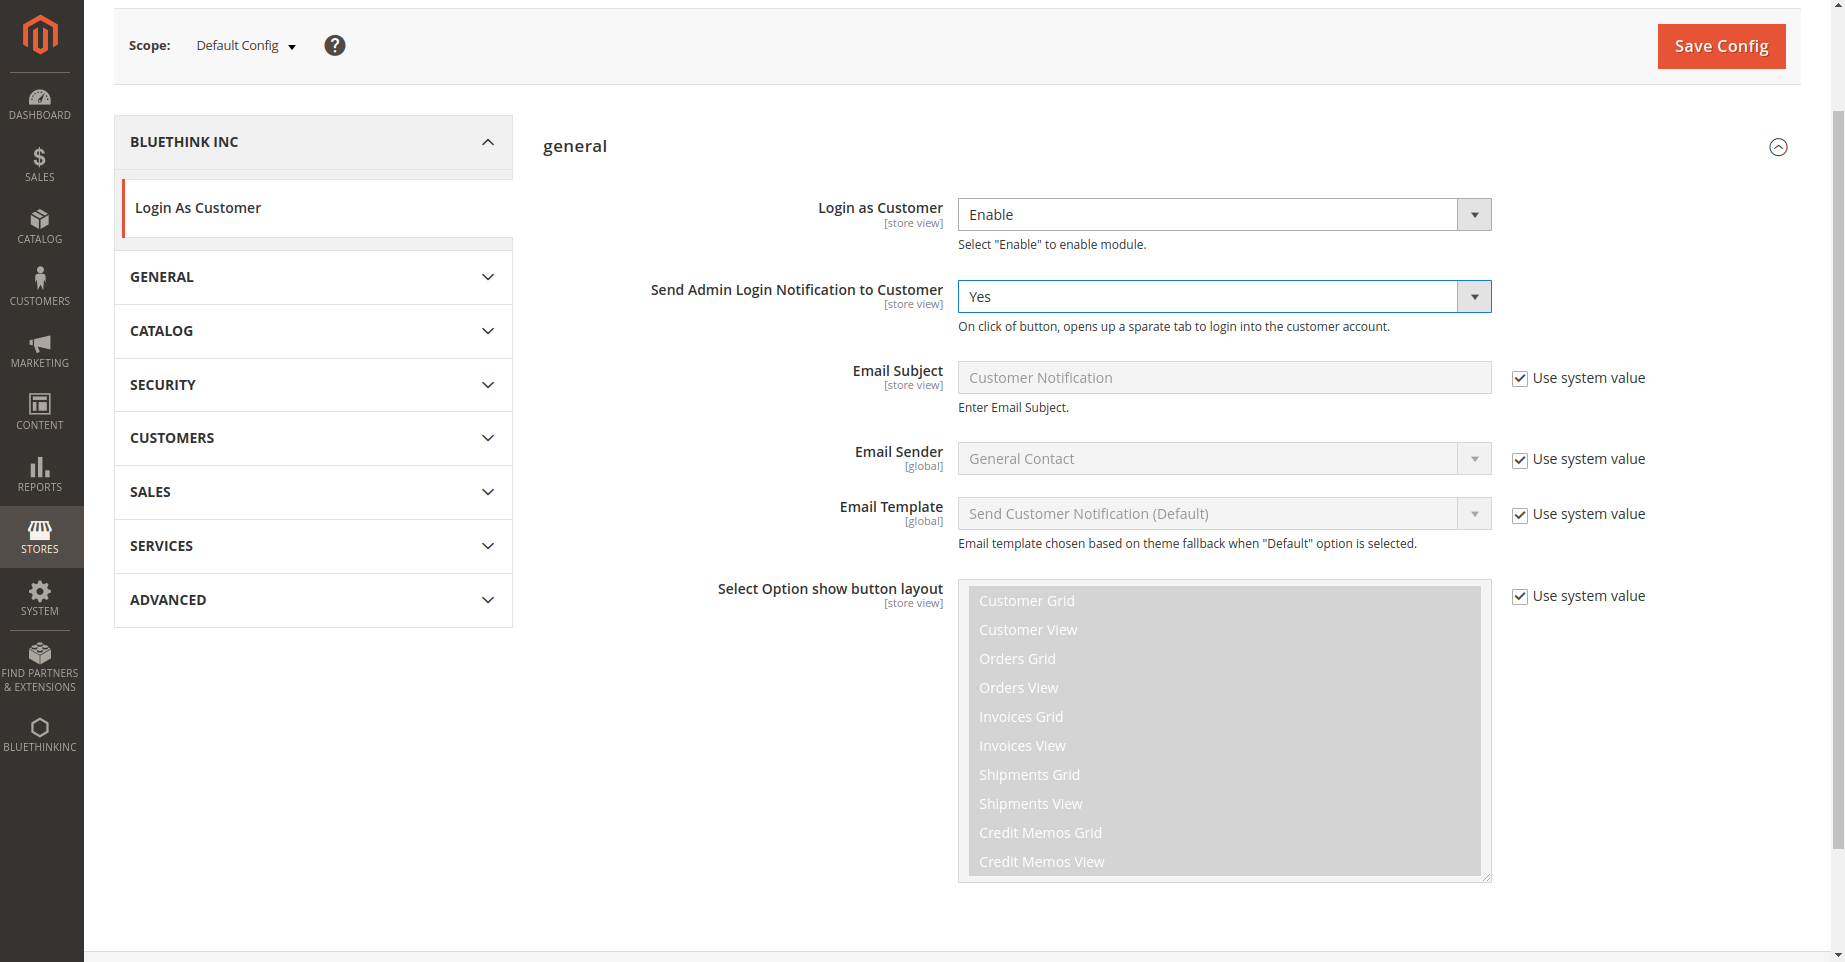 Scope: Default Config ?
Save Config
DASHBOARD
SALES
CATALOG
CUSTOMERS
MARKETING
CONTENT
REPORTS
STORES
SYSTEM
FIND PARTNERS
& EXTENSIONS
BLUETHINKINC
BLUETHINK INC
Login As Customer
GENERAL
CATALOG
SECURITY
CUSTOMERS
SALES
SERVICES
ADVANCED
general
Login as Customer Enable
[store view]
Select "Enable" to enable module.
Send Admin Login Notification to Customer Yes
[store view]
On click of button, opens up a sparate tab to login into the customer account.
Email Subject Customer Notification Use system value
[store view]
Enter Email Subject.
Email Sender General Contact Use system value
[global]
Email Template Send Customer Notification (Default) Use system value
[global]
Email template chosen based on theme fallback when "Default" option is selected.
Select Option show button layout Use system value
[store view]
Customer Grid
Customer View
Orders Grid
Orders View
Invoices Grid
Invoices View
Shipments Grid
Shipments View
Credit Memos Grid
Credit Memos View